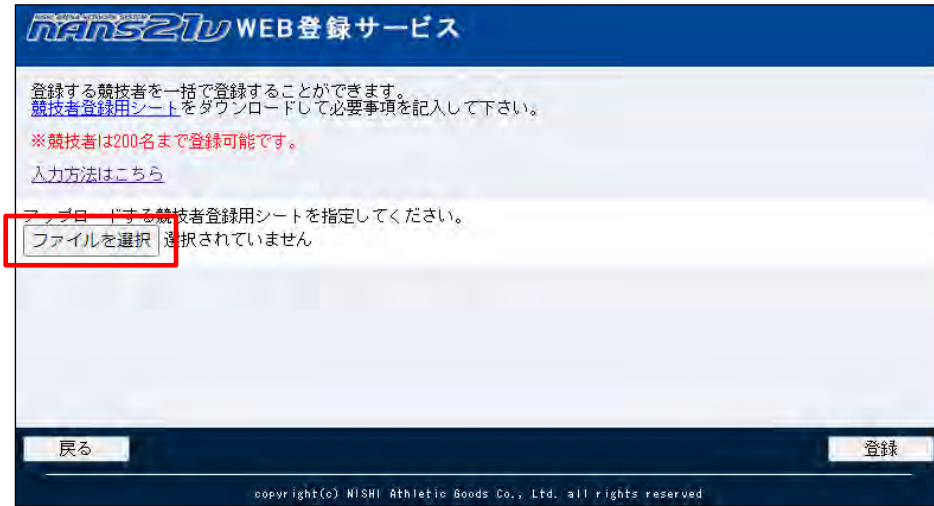 NISHI ARENA NETWORK SYSTEM
nans21V WEB登録サービス
登録する競技者を一括で登録することができます。
競技者登録用シートをダウンロードして必要事項を記入して下さい。
※競技者は200名まで登録可能です。
入力方法はこちら
アップロードする競技者登録用シートを指定してください。
ファイルを選択 選択されていません
戻る 登録
copyright(c) NISHI Athletic Goods Co., Ltd. all rights reserved